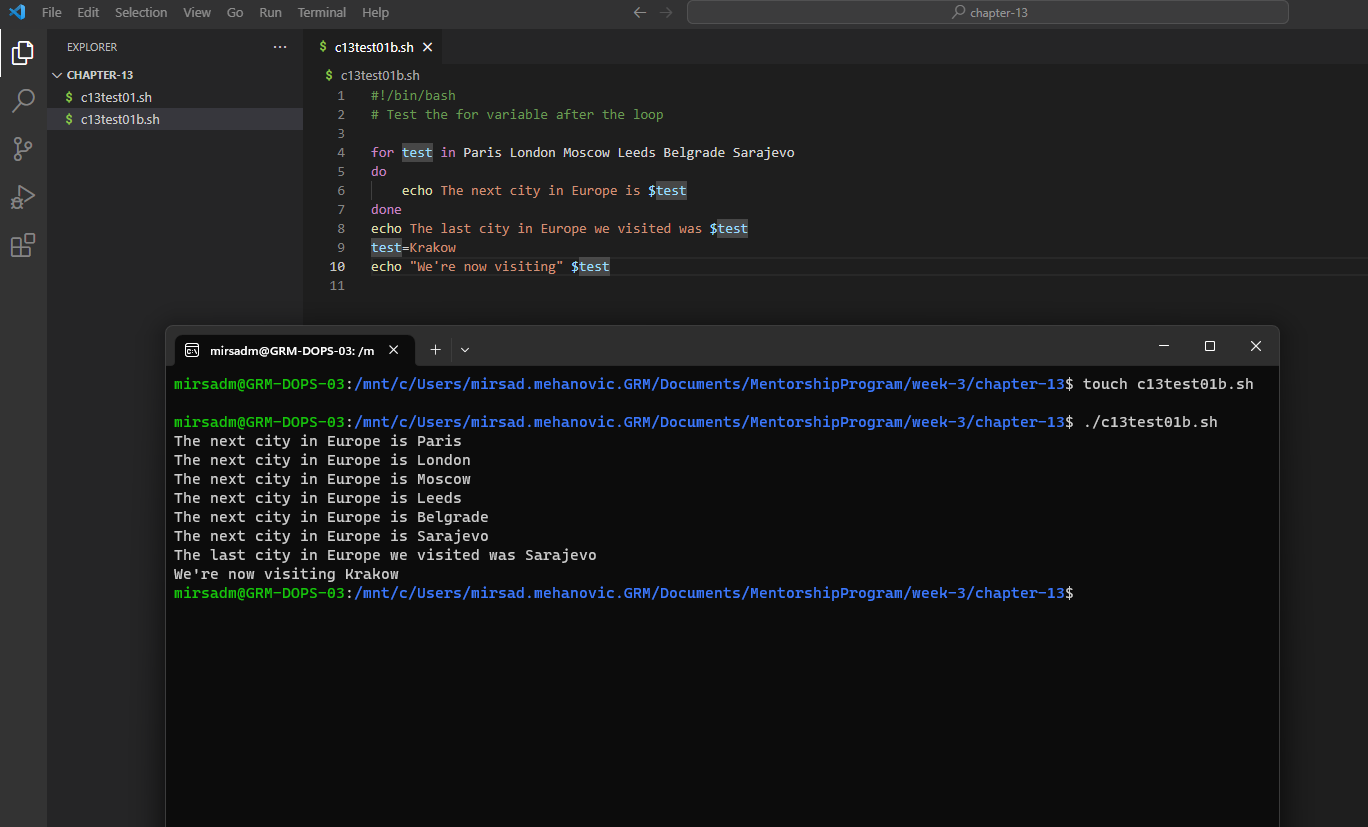 File Edit Selection View Go Run Terminal Help
chapter-13
EXPLORER
CHAPTER-13
$ c13test01.sh
$ c13test01b.sh
$ c13test01b.sh
$ c13test01b.sh
1 #!/bin/bash
2 # Test the for variable after the loop
3
4 for test in Paris London Moscow Leeds Belgrade Sarajevo
5 do
6 echo The next city in Europe is $test
7 done
8 echo The last city in Europe we visited was $test
9 test=Krakow
10 echo "We're now visiting" $test
11
mirsadm@GRM-DOPS-03: /m
mirsadm@GRM-DOPS-03:/mnt/c/Users/mirsad.mehanovic.GRM/Documents/MentorshipProgram/week-3/chapter-13$ touch c13test01b.sh
mirsadm@GRM-DOPS-03:/mnt/c/Users/mirsad.mehanovic.GRM/Documents/MentorshipProgram/week-3/chapter-13$ ./c13test01b.sh
The next city in Europe is Paris
The next city in Europe is London
The next city in Europe is Moscow
The next city in Europe is Leeds
The next city in Europe is Belgrade
The next city in Europe is Sarajevo
The last city in Europe we visited was Sarajevo
We're now visiting Krakow
mirsadm@GRM-DOPS-03:/mnt/c/Users/mirsad.mehanovic.GRM/Documents/MentorshipProgram/week-3/chapter-13$